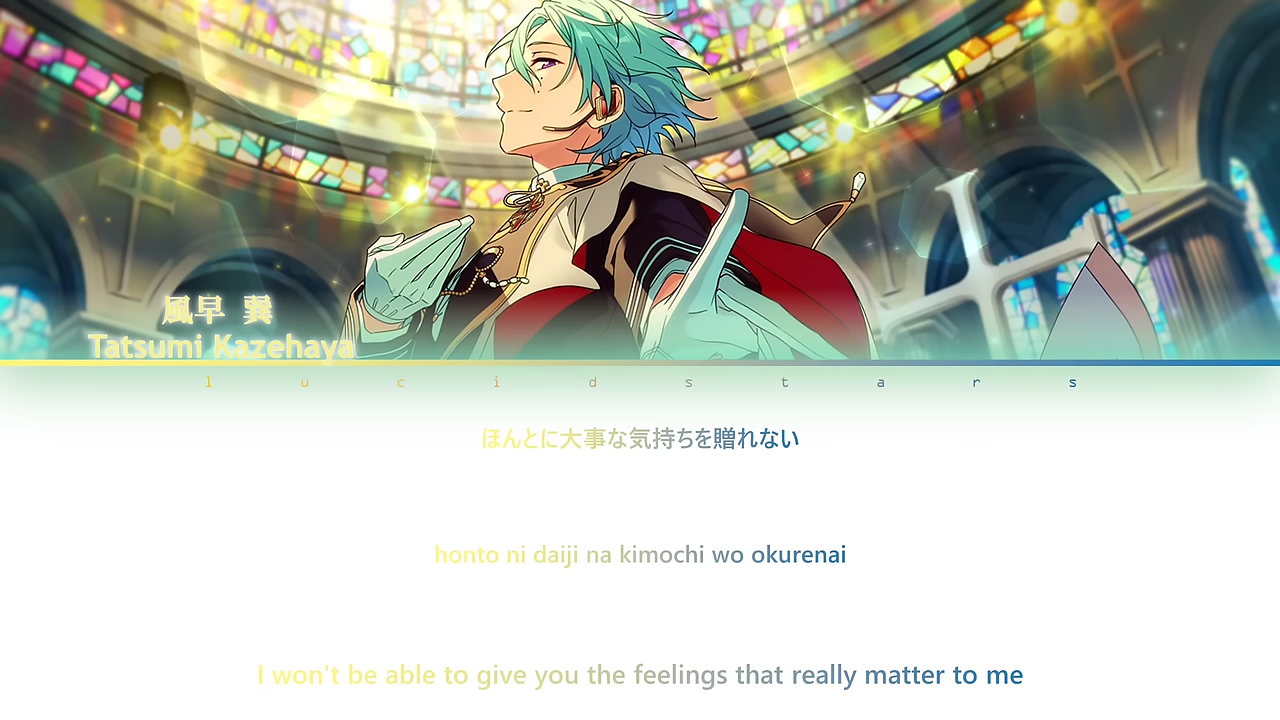 風早 巽
Tatsumi Kazehaya
l u c i d s t a r s
ほんとに大事な気持ちを贈れない
honto ni daiji na kimochi wo okurenai
I won't be able to give you the feelings that really matter to me